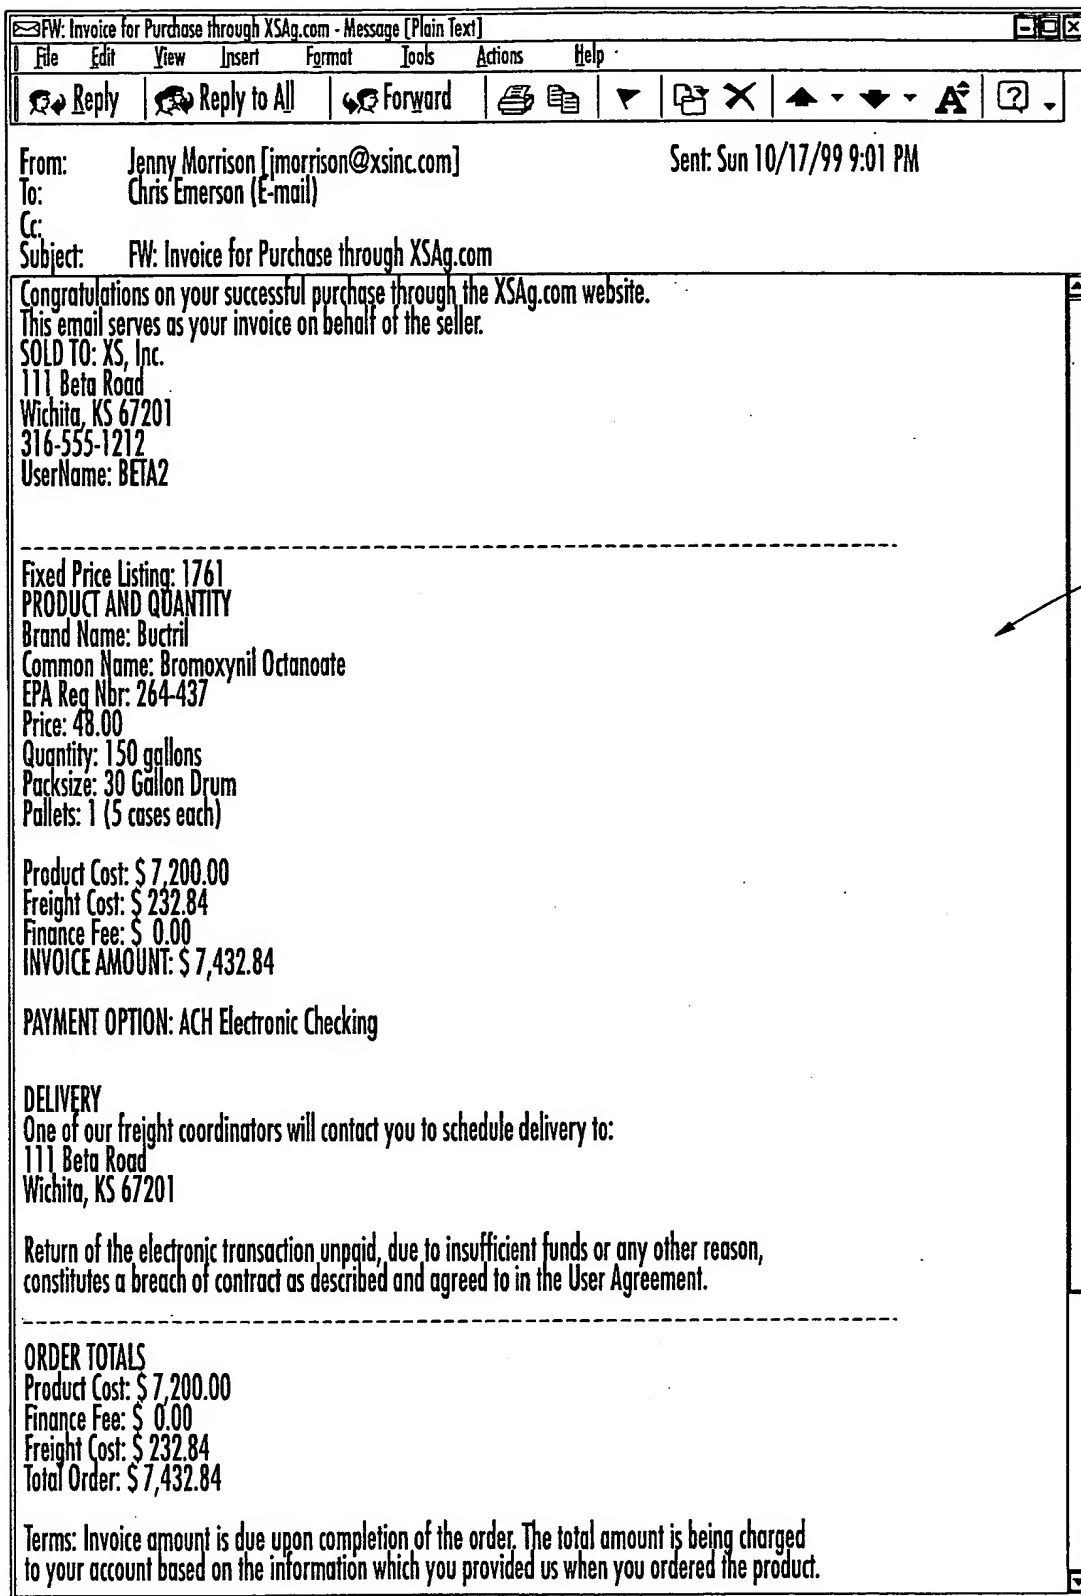 FW: Invoice for Purchase through XSAg.com - Message [Plain Text]
File Edit View Insert Format Tools Actions Help
Reply Reply to All Forward A ?
From: Jenny Morrison [jmorrison@xsinc.com] Sent: Sun 10/17/99 9:01 PM
To: Chris Emerson (E-mail)
Cc:
Subject: FW: Invoice for Purchase through XSAg.com
Congratulations on your successful purchase through the XSAg.com website.
This email serves as your invoice on behalf of the seller.
SOLD TO: XS, Inc.
111 Beta Road
Wichita, KS 67201
316-555-1212
UserName: BETA2
Fixed Price Listing: 1761
PRODUCT AND QUANTITY
Brand Name: Buctril
Common Name: Bromoxynil Octanoate
EPA Reg Nbr: 264-437
Price: 48.00
Quantity: 150 gallons
Packsize: 30 Gallon Drum
Pallets: 1 (5 cases each)
Product Cost: $ 7,200.00
Freight Cost: $ 232.84
Finance Fee: $ 0.00
INVOICE AMOUNT: $ 7,432.84
PAYMENT OPTION: ACH Electronic Checking
DELIVERY
One of our freight coordinators will contact you to schedule delivery to:
111 Beta Road
Wichita, KS 67201
Return of the electronic transaction unpaid, due to insufficient funds or any other reason,
constitutes a breach of contract as described and agreed to in the User Agreement.
ORDER TOTALS
Product Cost: $ 7,200.00
Finance Fee: $ 0.00
Freight Cost: $ 232.84
Total Order: $ 7,432.84
Terms: Invoice amount is due upon completion of the order. The total amount is being charged
to your account based on the information which you provided us when you ordered the product.